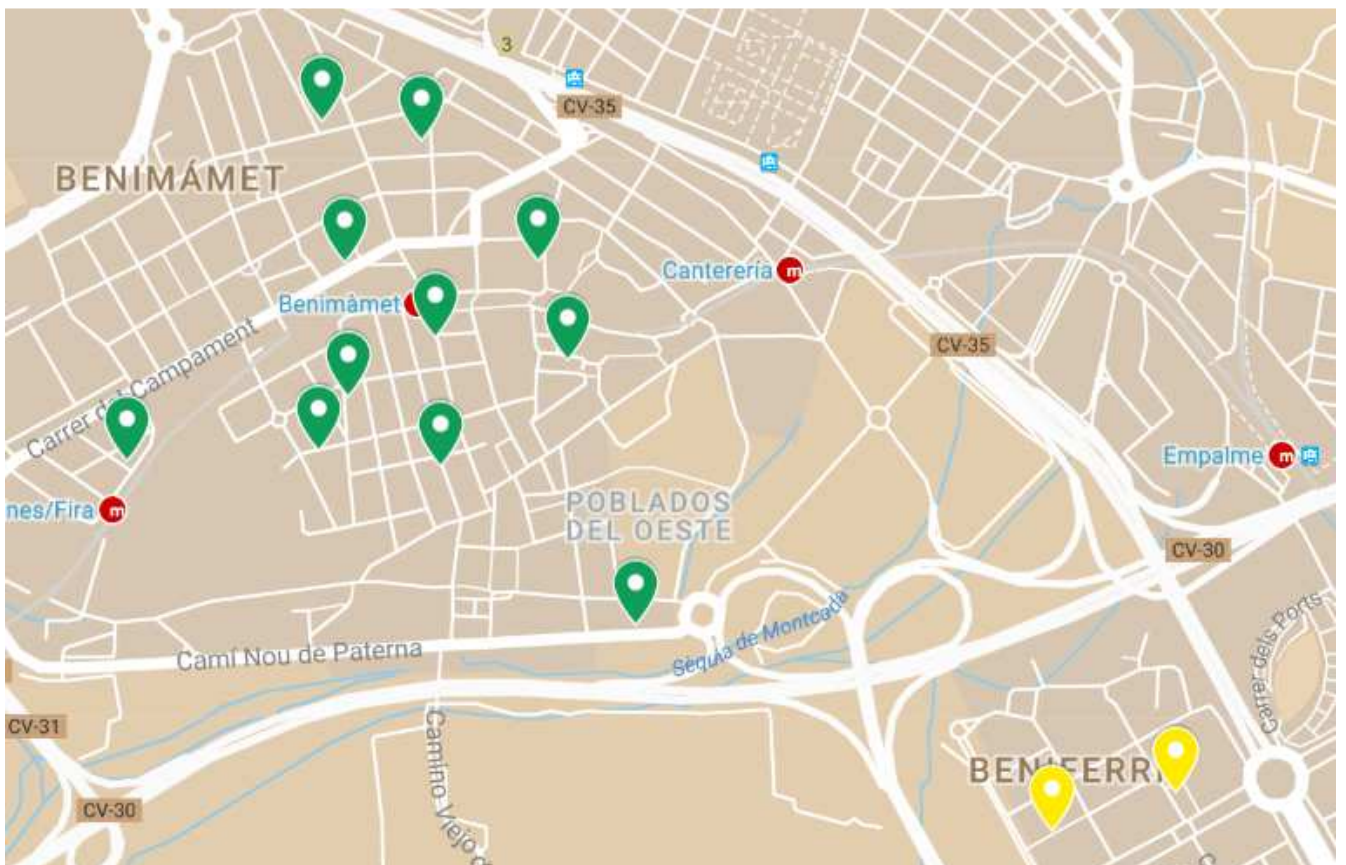 3
CV-35
BENIMÁMET
Cantereria
Benimàmet
CV-35
Carrer del Campament
Empalme
nes/Fira
POBLADOS
DEL OESTE
CV-30
Sèquia de Montcada
Carrer dels Ports
Camí Nou de Paterna
CV-31
BENIFERRI
Camino Viejo d
CV-30